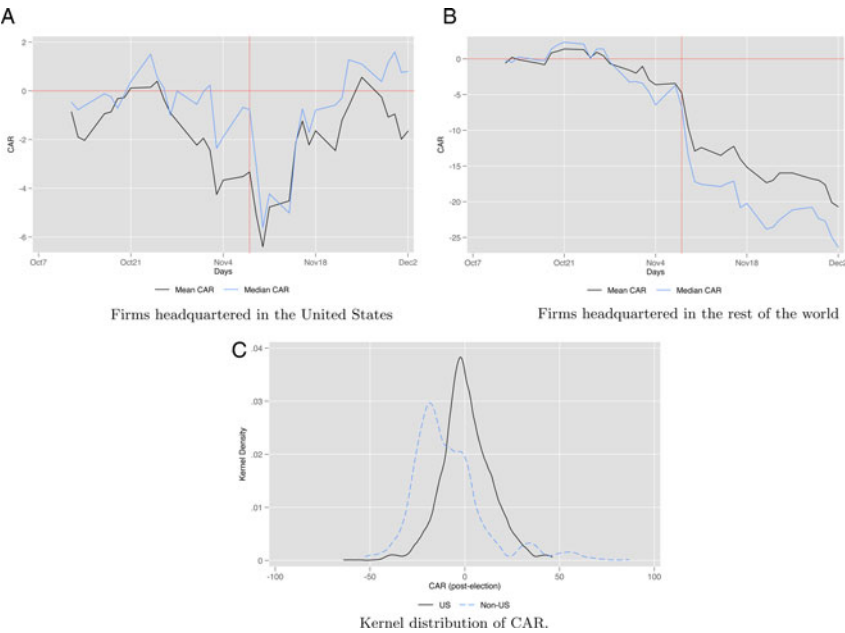 A
2
0
-2
-4
-6
CAR
Oct7
Oct21
Nov4
Nov18
Dec2
Days
Mean CAR
Median CAR
Firms headquartered in the United States
B
0
-5
-10
-15
-20
-25
CAR
Oct7
Oct21
Nov4
Nov18
Dec2
Days
Mean CAR
Median CAR
Firms headquartered in the rest of the world
C
.04
.03
.02
.01
0
Kernel Density
-100
-50
0
50
100
CAR (post-election)
US
Non-US
Kernel distribution of CAR.